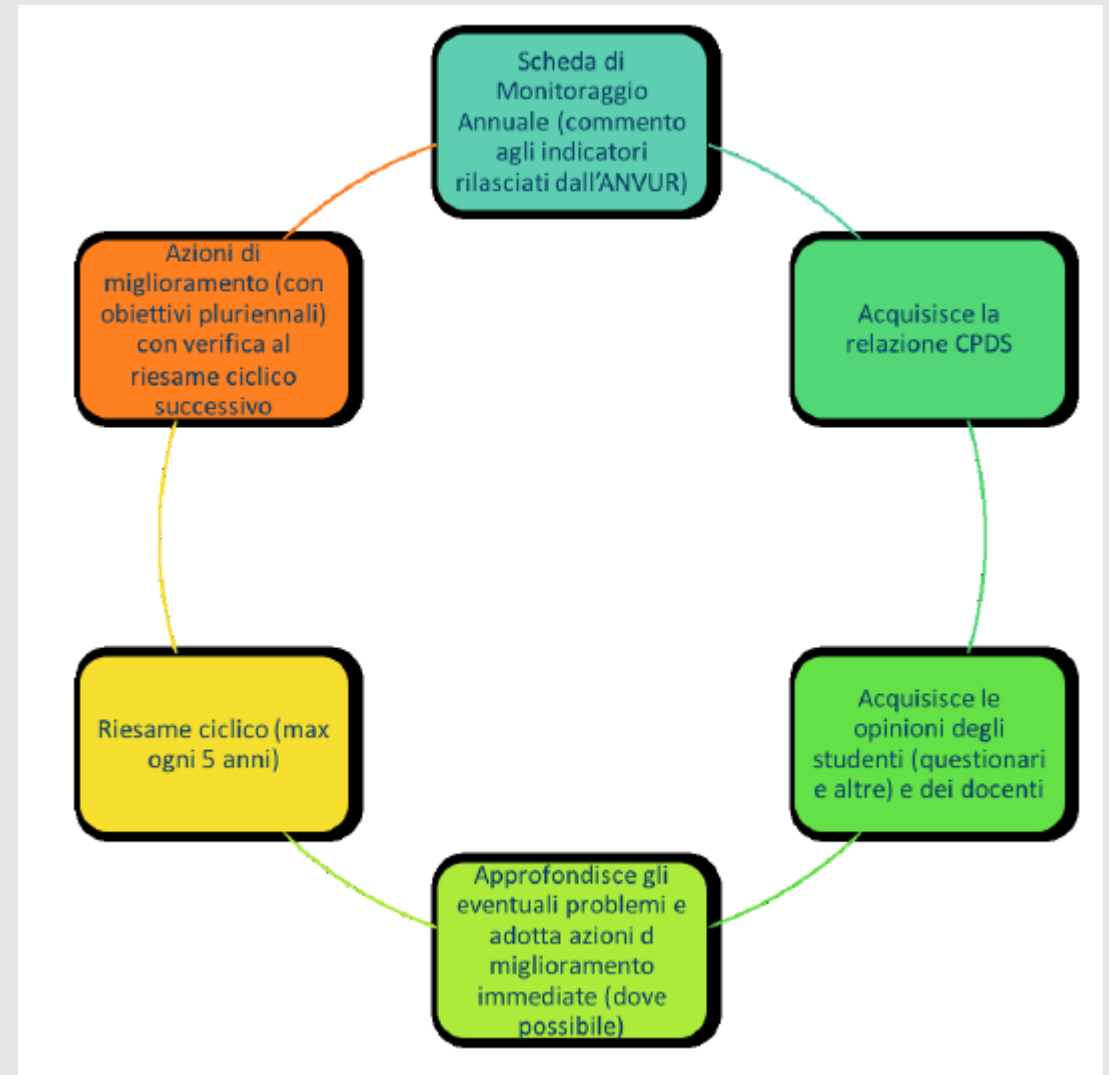 Scheda di
Monitoraggio
Annuale (commento
agli indicatori
rilasciati dall'ANVUR)
Acquisisce la
relazione CPDS
Acquisisce le
opinioni degli
studenti (questionari
e altre) e dei docenti
Approfondisce gli
eventuali problemi e
adotta azioni d
miglioramento
immediate (dove
possibile)
Riesame ciclico (max
ogni 5 anni)
Azioni di
miglioramento (con
obiettivi pluriennali)
con verifica al
riesame ciclico
successivo